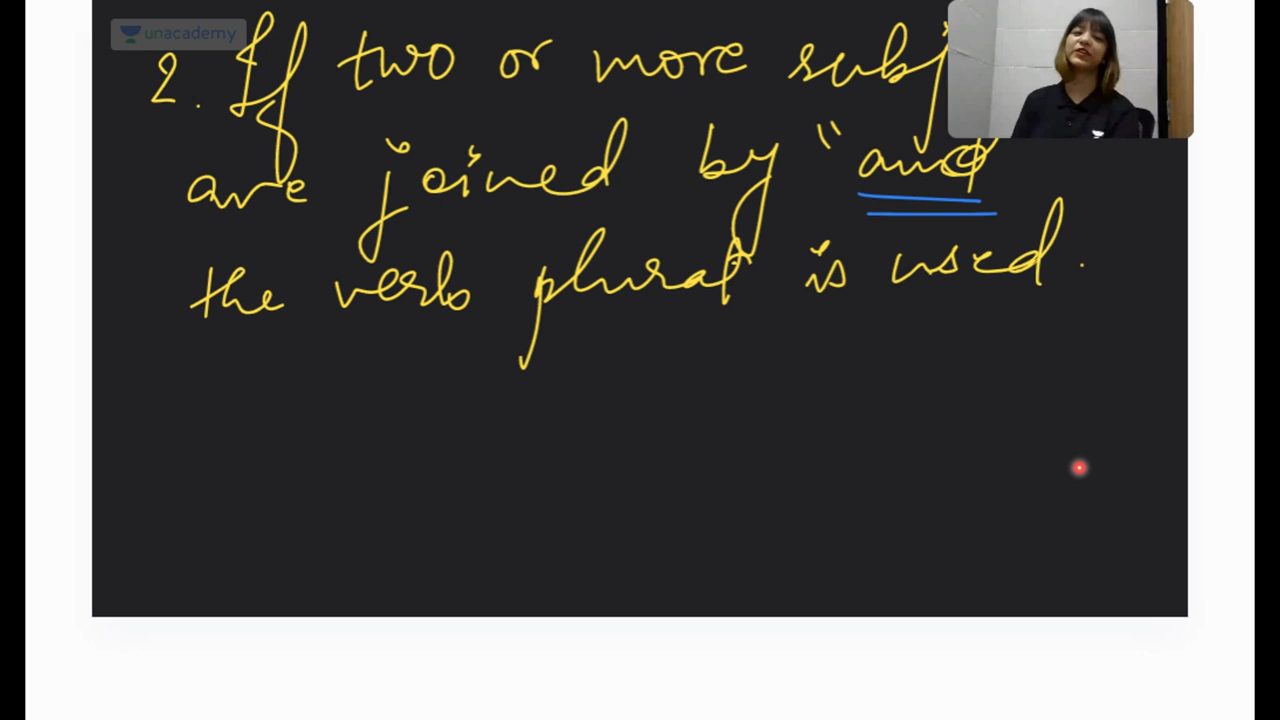 unacademy
2. If two or more subj
are joined by "and
the verb plural is used.